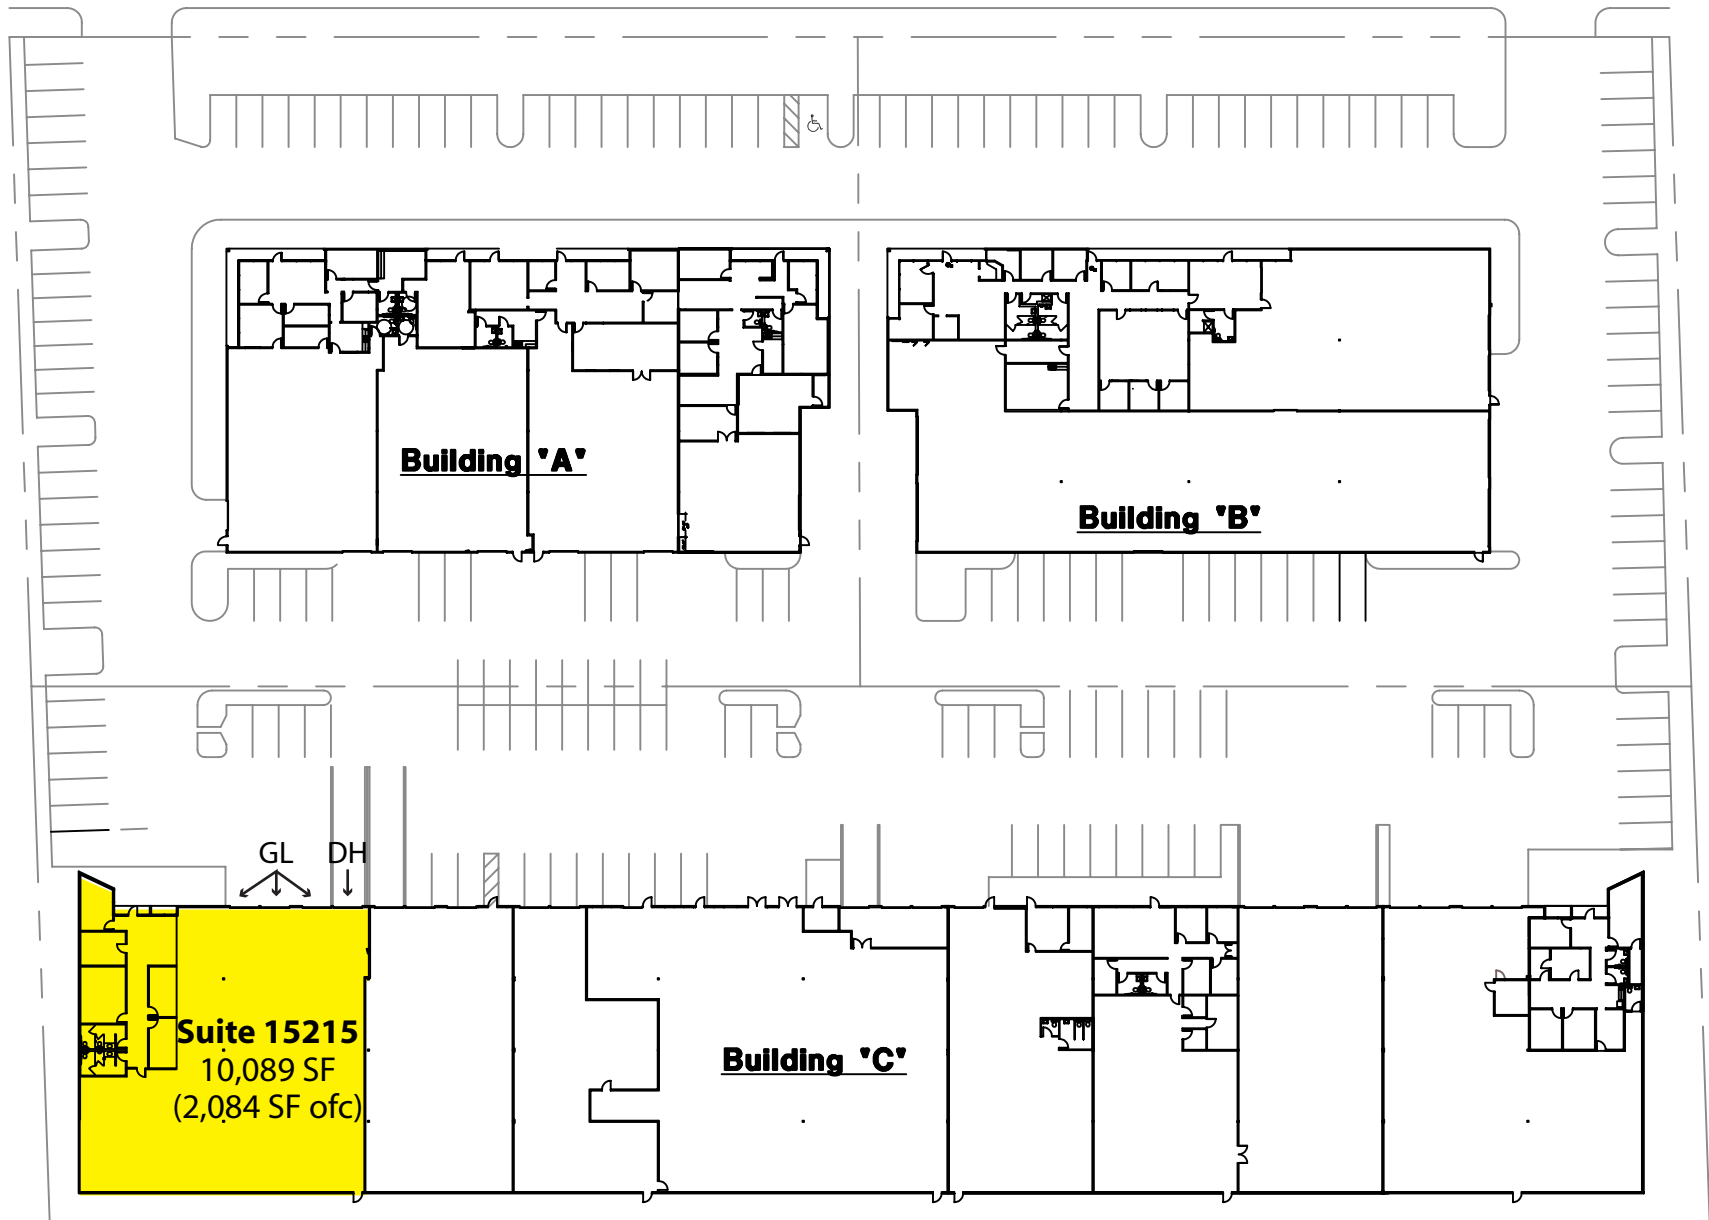 Building "A"
Building "B"
GL
DH
Suite 15215
10,089 SF
(2,084 SF ofc)
Building "C"